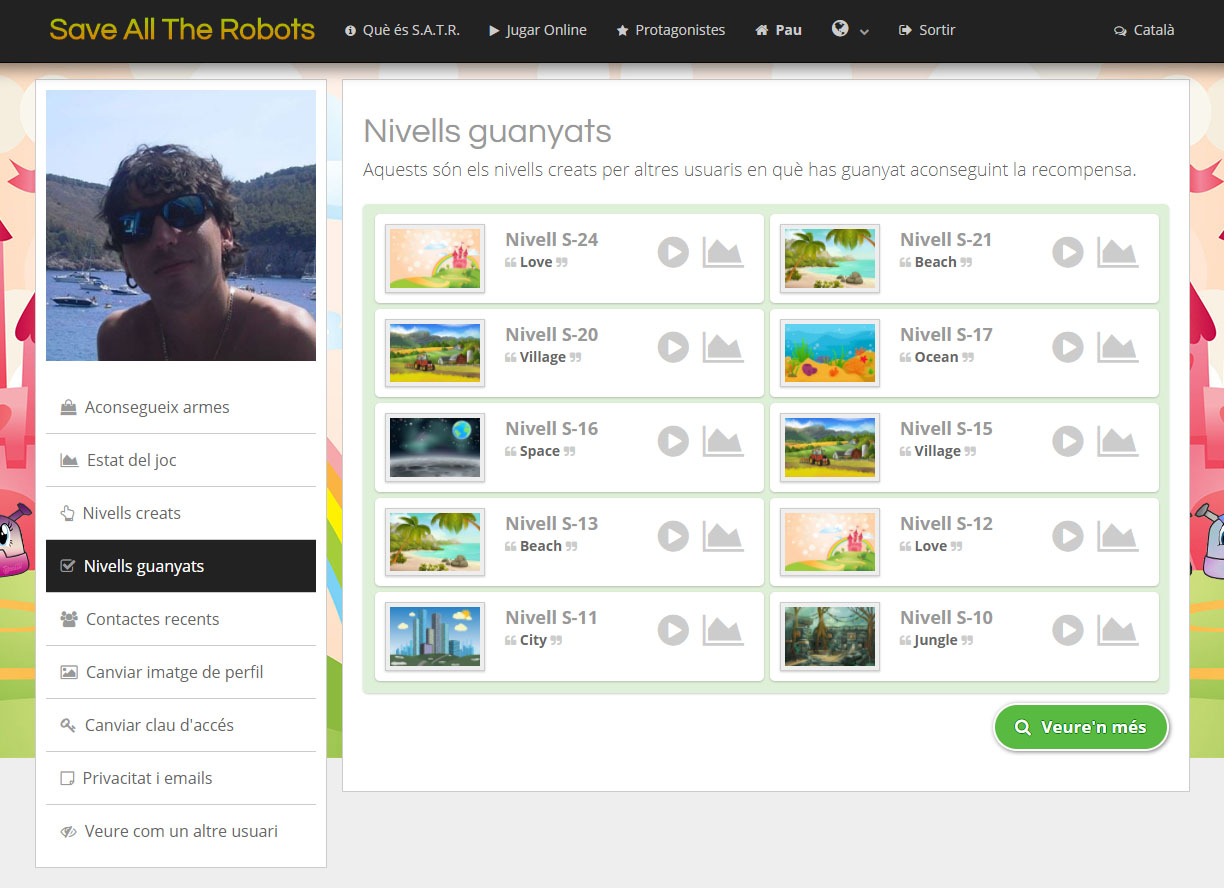 Save All The Robots
Què és S.A.T.R.
Jugar Online
Protagonistes
Pau
Sortir
Català
Aconsegueix armes
Estat del joc
Nivells creats
Nivells guanyats
Contactes recents
Canviar imatge de perfil
Canviar clau d'accés
Privacitat i emails
Veure com un altre usuari
Nivells guanyats
Aquests són els nivells creats per altres usuaris en què has guanyat aconseguint la recompensa.
Nivell S-24
Love
Nivell S-21
Beach
Nivell S-20
Village
Nivell S-17
Ocean
Nivell S-16
Space
Nivell S-15
Village
Nivell S-13
Beach
Nivell S-12
Love
Nivell S-11
City
Nivell S-10
Jungle
Veure'n més